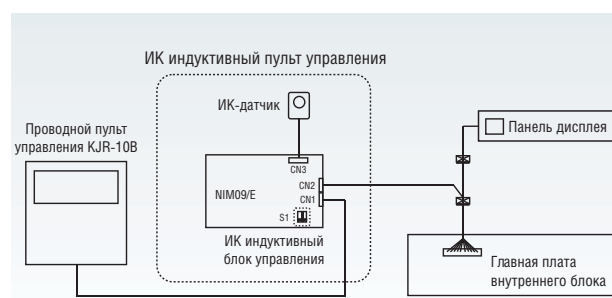 ИК индуктивный пульт управления
ИК-датчик
Проводной пульт
управления KJR-10B
Панель дисплея
CN3
NIM09/E
CN2
CN1
S1
ИК индуктивный
блок управления
Главная плата
внутреннего блока